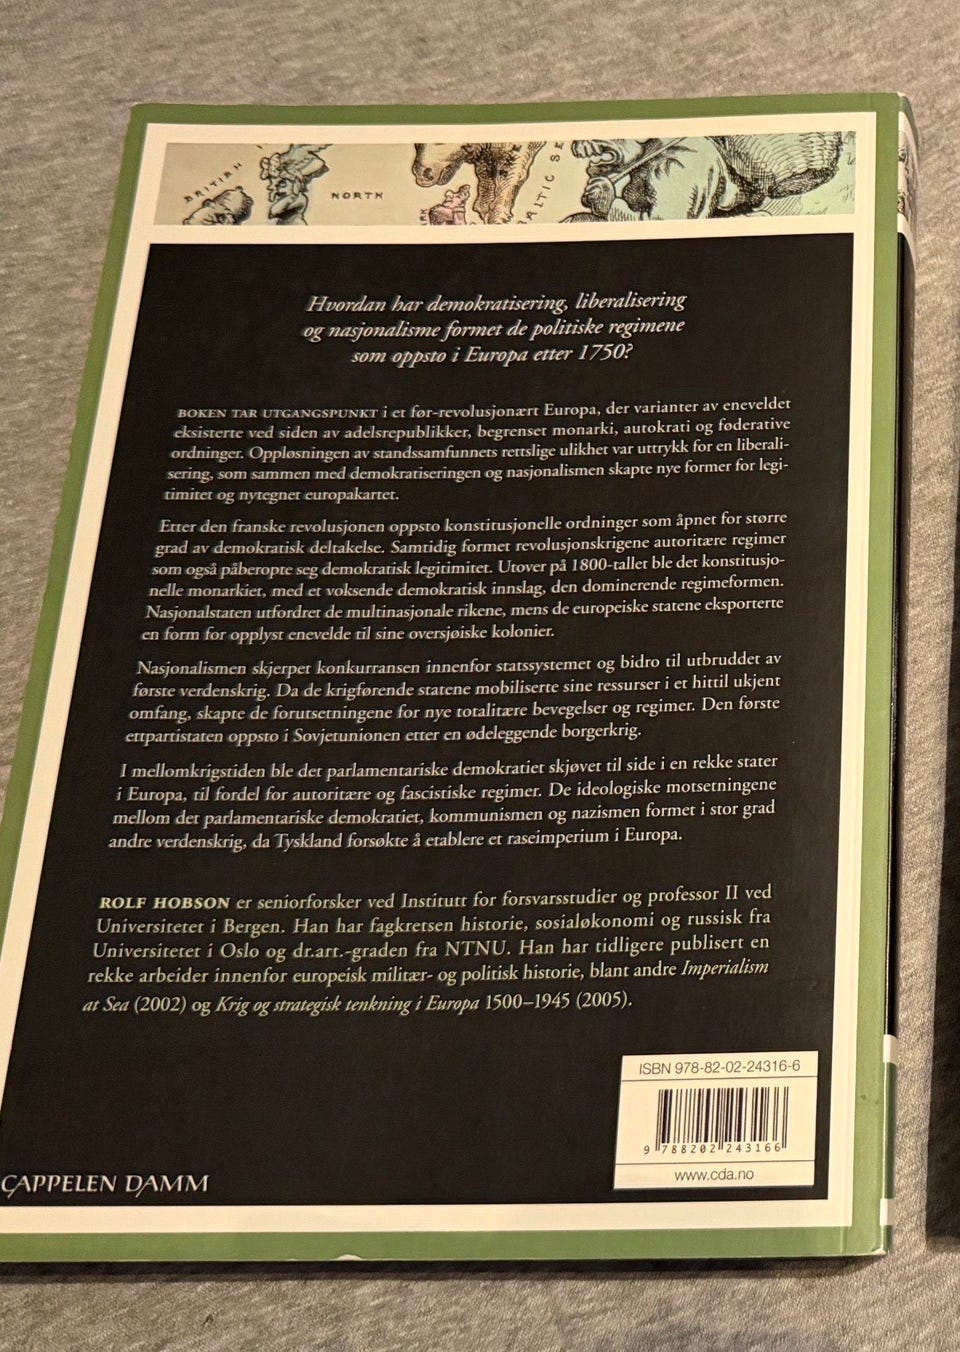 BRITISH
NORTH
BALTIC SE
RK
Hvordan har demokratisering, liberalisering
og nasjonalisme formet de politiske regimene
som oppsto i Europa etter 1750?
BOKEN TAR UTGANGSPUNKT i et før-revolusjonært Europa, der varianter av eneveldet
eksisterte ved siden av adelsrepublikker, begrenset monarki, autokrati og føderative
ordninger. Oppløsningen av standssamfunnets rettslige ulikhet var uttrykk for en liberali-
sering, som sammen med demokratiseringen og nasjonalismen skapte nye former for legi-
timitet og nytegnet europakartet.
Etter den franske revolusjonen oppsto konstitusjonelle ordninger som åpnet for større
grad av demokratisk deltakelse. Samtidig formet revolusjonskrigene autoritære regimer
som også påberopte seg demokratisk legitimitet. Utover på 1800-tallet ble det konstitusjo-
nelle monarkiet, med et voksende demokratisk innslag, den dominerende regimeformen.
Nasjonalstaten utfordret de multinasjonale rikene, mens de europeiske statene eksporterte
en form for opplyst enevelde til sine oversjøiske kolonier.
Nasjonalismen skjerpet konkurransen innenfor statssystemet og bidro til utbruddet av
første verdenskrig. Da de krigførende statene mobiliserte sine ressurser i et hittil ukjent
omfang, skapte de forutsetningene for nye totalitære bevegelser og regimer. Den første
ettpartistaten oppsto i Sovjetunionen etter en ødeleggende borgerkrig.
I mellomkrigstiden ble det parlamentariske demokratiet skjøvet til side i en rekke stater
i Europa, til fordel for autoritære og fascistiske regimer. De ideologiske motsetningene
mellom det parlamentariske demokratiet, kommunismen og nazismen formet i stor grad
andre verdenskrig, da Tyskland forsøkte å etablere et raseimperium i Europa.
ROLF HOBSON er seniorforsker ved Institutt for forsvarsstudier og professor II ved
Universitetet i Bergen. Han har fagkretsen historie, sosialøkonomi og russisk fra
Universitetet i Oslo og dr.art.-graden fra NTNU. Han har tidligere publisert en
rekke arbeider innenfor europeisk militær- og politisk historie, blant andre Imperialism
at Sea (2002) og Krig og strategisk tenkning i Europa 1500–1945 (2005).
ISBN 978-82-02-24316-6
9 788202 243166
www.cda.no
CAPPELEN DAMM